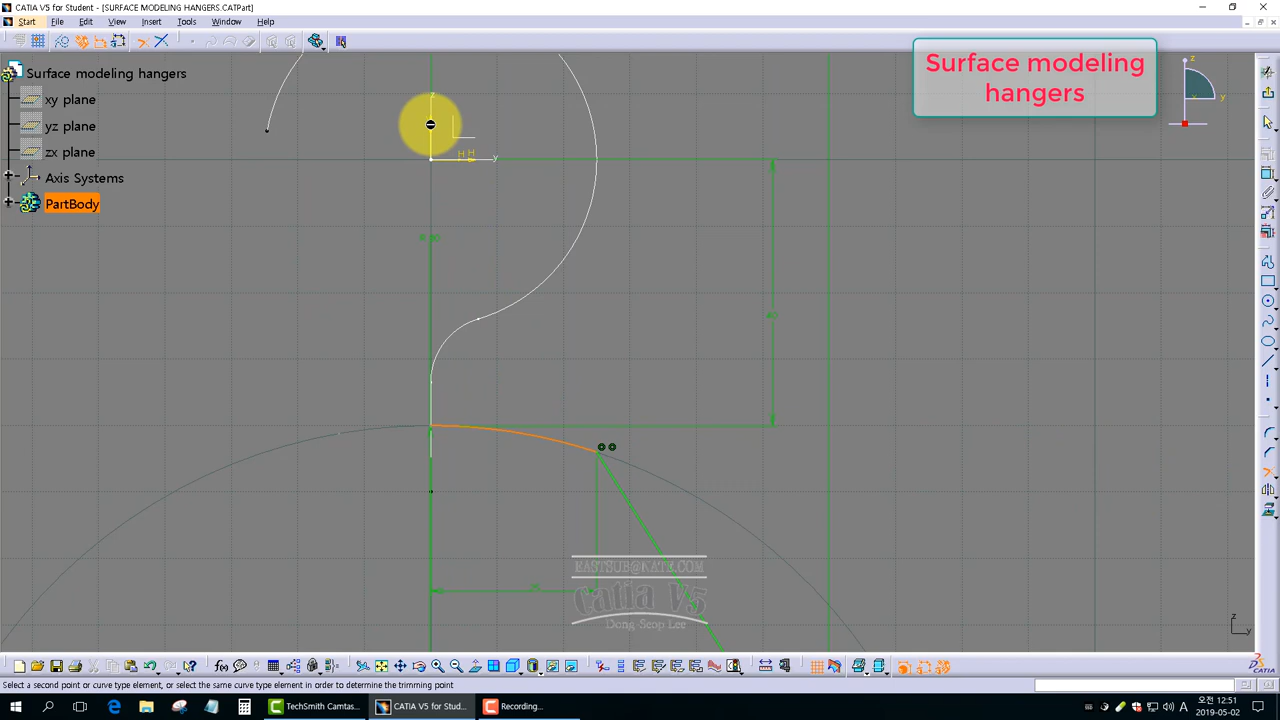 CATIA V5 for Student - [SURFACE MODELING HANGERS.CATPart]
Start File Edit View Insert Tools Window Help
Surface modeling
hangers
Surface modeling hangers
xy plane
yz plane
zx plane
Axis Systems
PartBody
z
y
H H
z
y
x
60
25
EASTSUB@NATE.COM
Catia V5
Dong-Seop Lee
z
y
Select a second point or curve type element, or select the same curve type element in order to determine the trimming point
TechSmith Camtas...
CATIA V5 for Stud...
Recording...
A
오전 12:51
2019-05-02